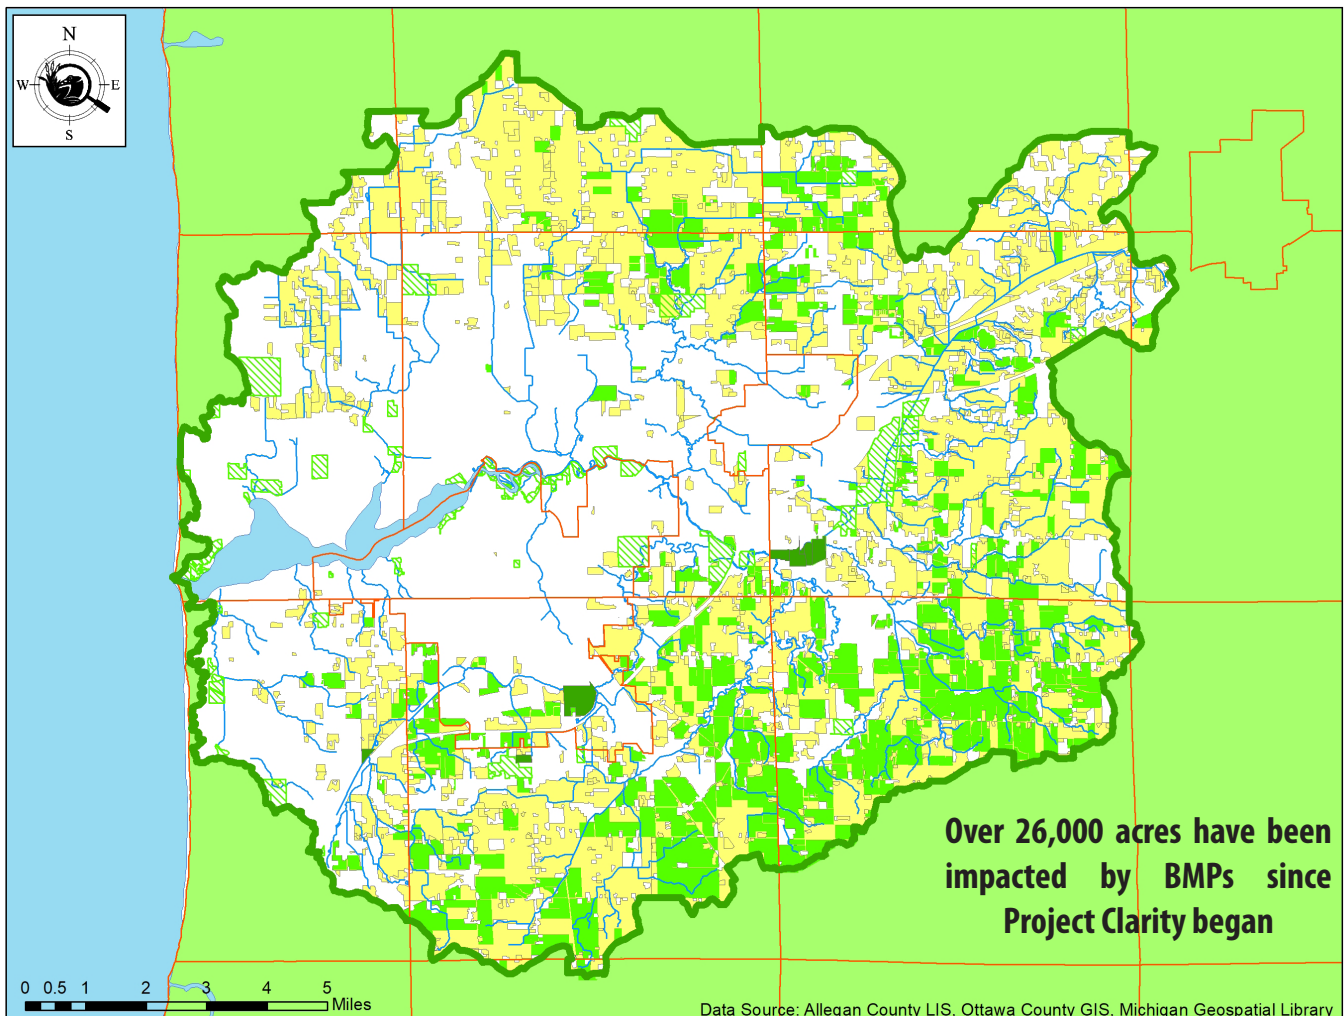 N
W E
S
Over 26,000 acres have been
impacted by BMPs since
Project Clarity began
0 0.5 1 2 3 4 5
Miles
Data Source: Allegan County LIS, Ottawa County GIS, Michigan Geospatial Library